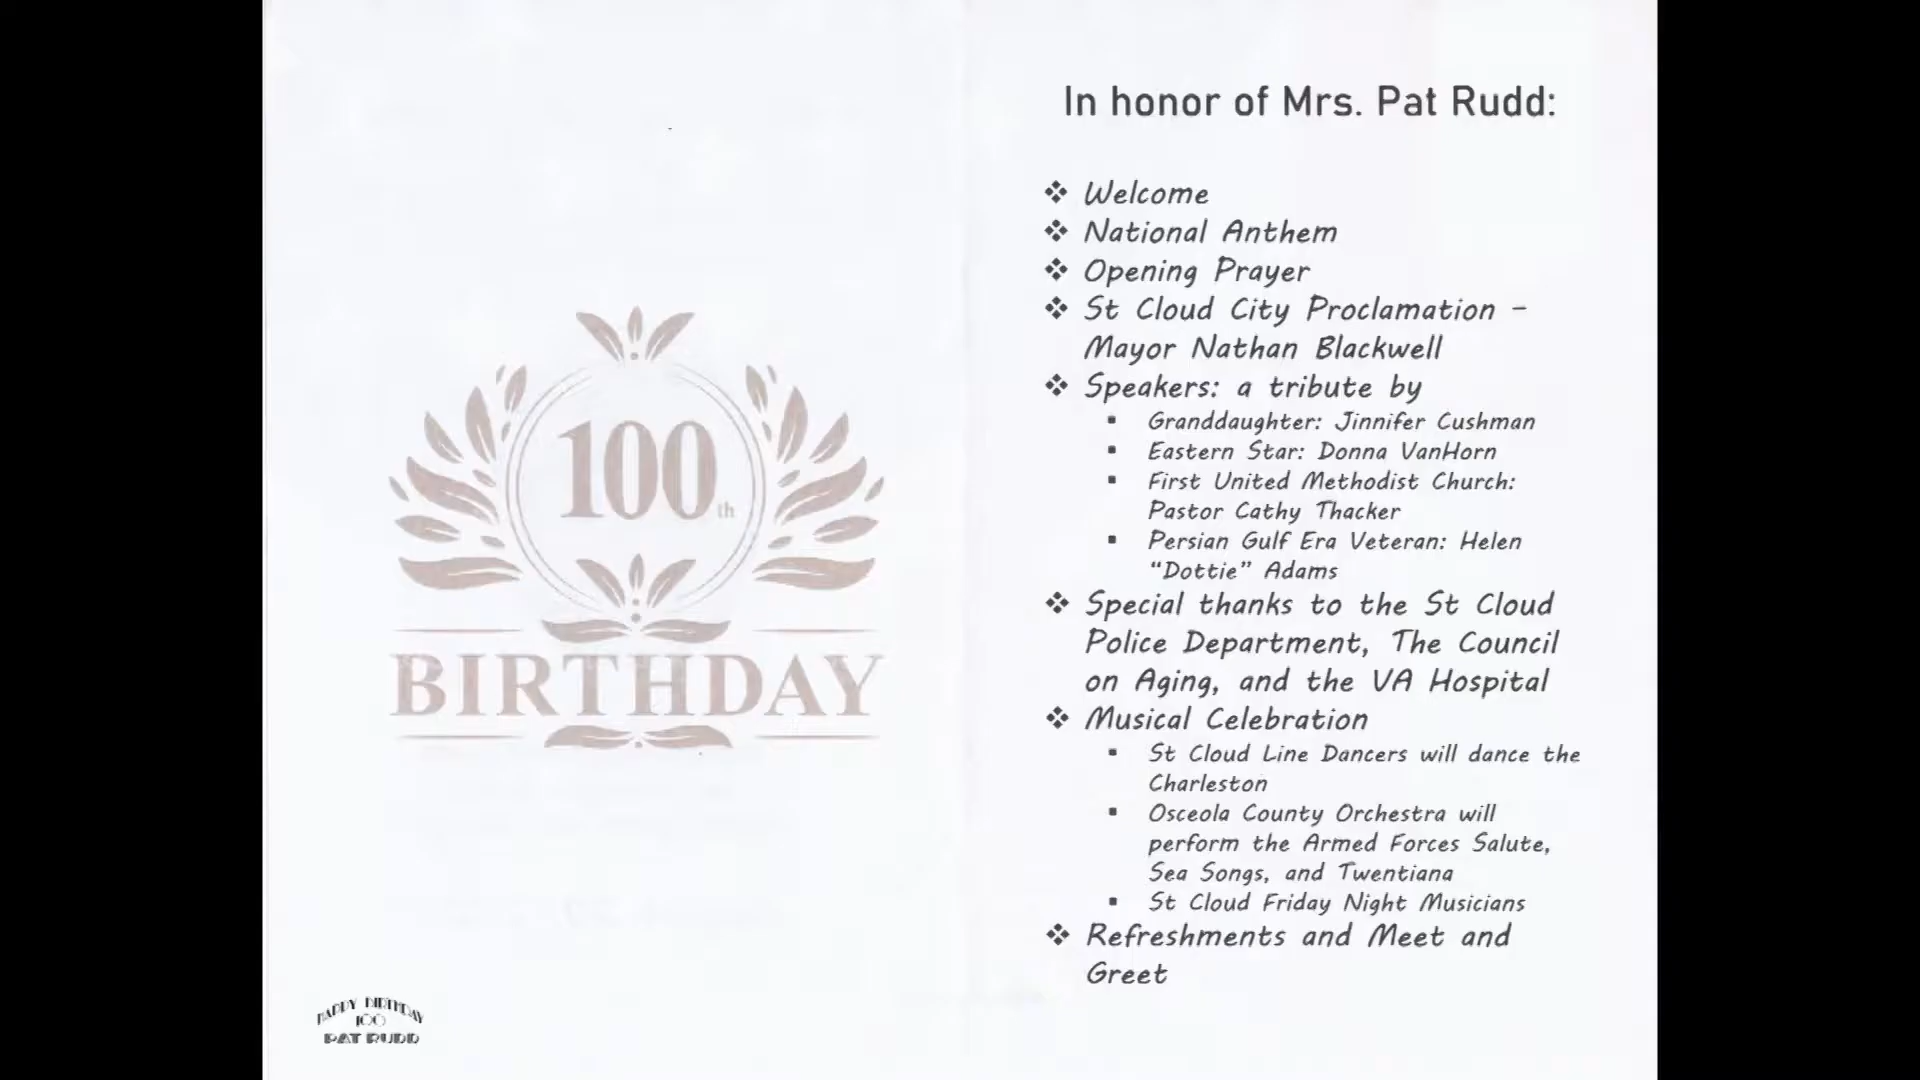 100th
BIRTHDAY
HAPPY BIRTHDAY
100
PAT RUDD
In honor of Mrs. Pat Rudd:
❖ Welcome
❖ National Anthem
❖ Opening Prayer
❖ St Cloud City Proclamation –
Mayor Nathan Blackwell
❖ Speakers: a tribute by
▪ Granddaughter: Jinnifer Cushman
▪ Eastern Star: Donna VanHorn
▪ First United Methodist Church:
Pastor Cathy Thacker
▪ Persian Gulf Era Veteran: Helen
“Dottie” Adams
❖ Special thanks to the St Cloud
Police Department, The Council
on Aging, and the VA Hospital
❖ Musical Celebration
▪ St Cloud Line Dancers will dance the
Charleston
▪ Osceola County Orchestra will
perform the Armed Forces Salute,
Sea Songs, and Twentiana
▪ St Cloud Friday Night Musicians
❖ Refreshments and Meet and
Greet